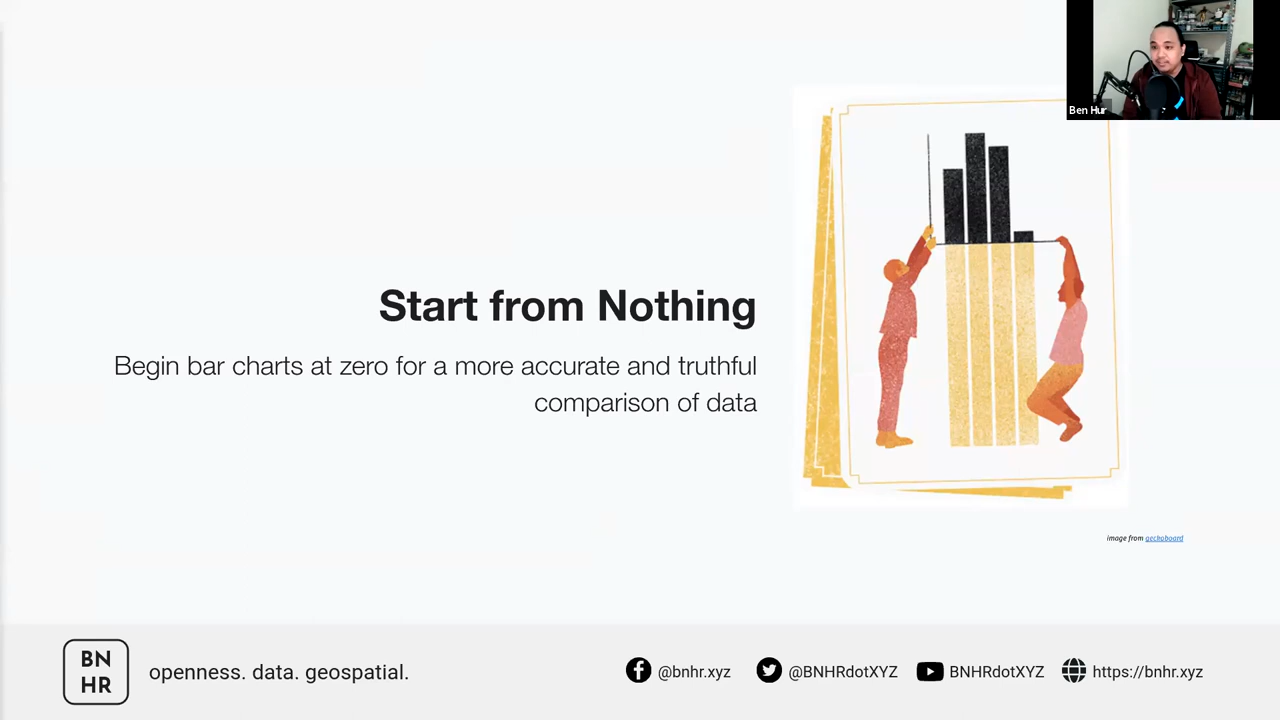 Ben Hur
Start from Nothing
Begin bar charts at zero for a more accurate and truthful
comparison of data
image from geckoboard
BN
HR
openness. data. geospatial.
@bnhr.xyz
@BNHRdotXYZ
BNHRdotXYZ
https://bnhr.xyz